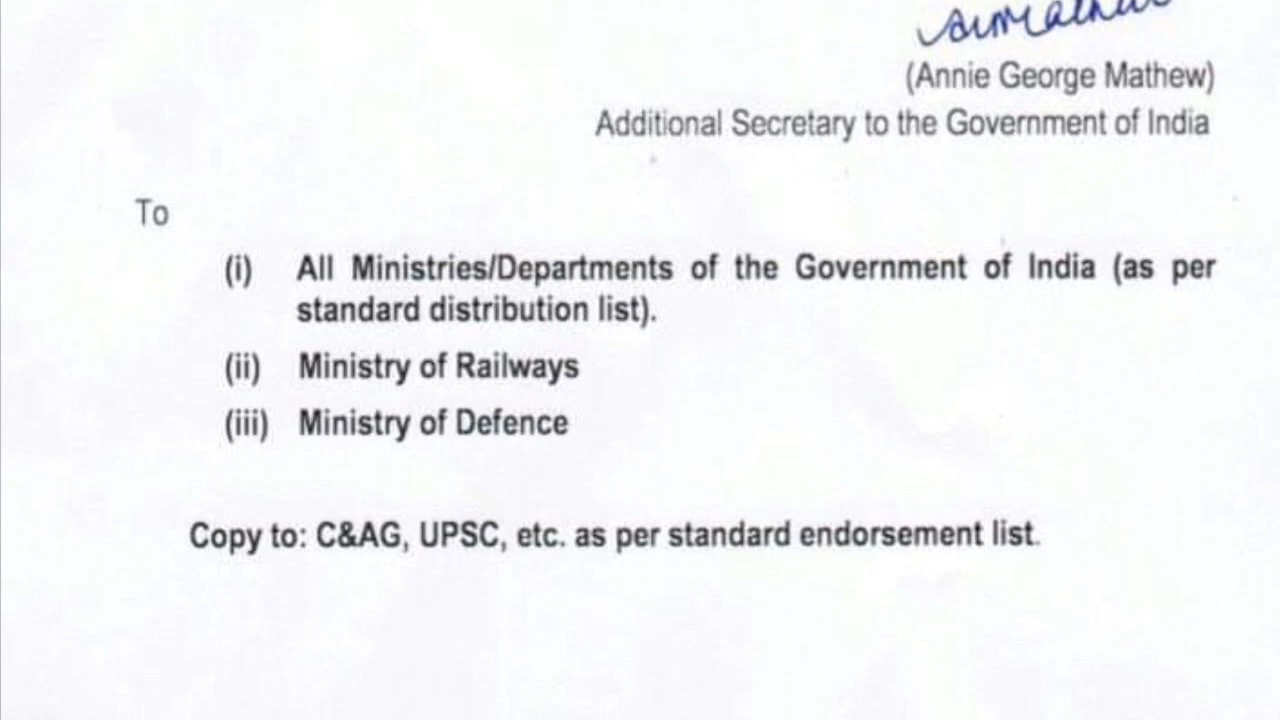 (Annie George Mathew)
Additional Secretary to the Government of India
To
(i) All Ministries/Departments of the Government of India (as per
standard distribution list).
(ii) Ministry of Railways
(iii) Ministry of Defence
Copy to: C&AG, UPSC, etc. as per standard endorsement list.